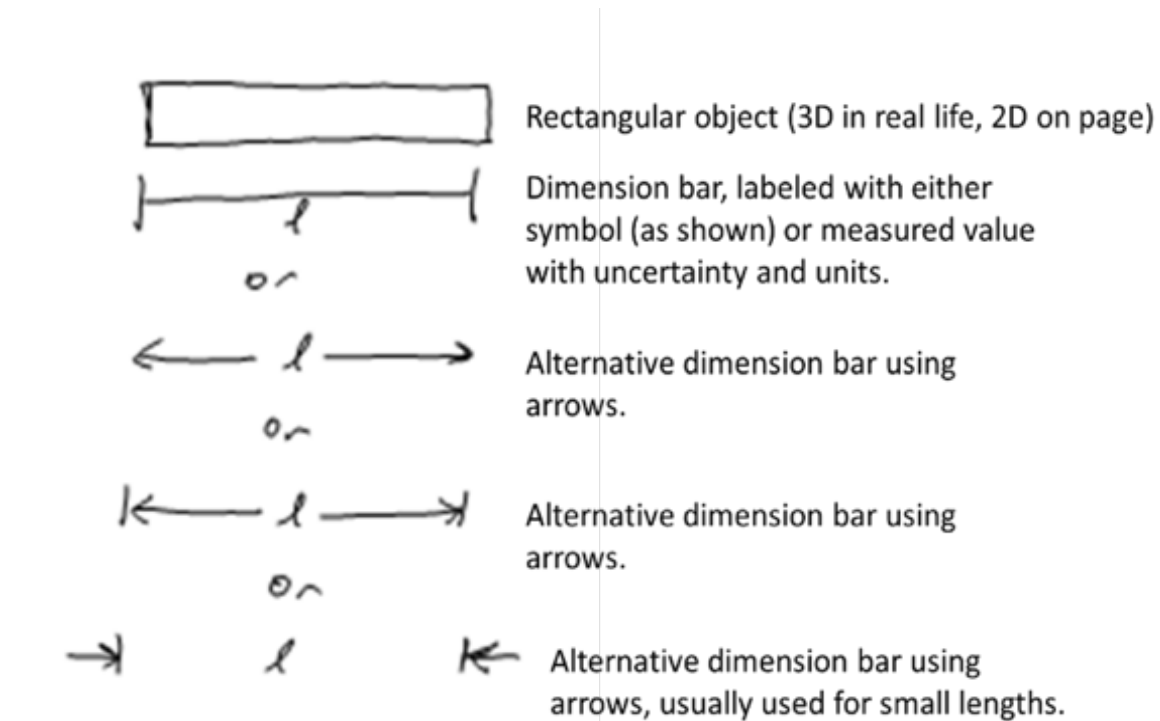 Rectangular object (3D in real life, 2D on page)
Dimension bar, labeled with either
symbol (as shown) or measured value
with uncertainty and units.
l
or
l
Alternative dimension bar using
arrows.
or
l
Alternative dimension bar using
arrows.
or
l
Alternative dimension bar using
arrows, usually used for small lengths.